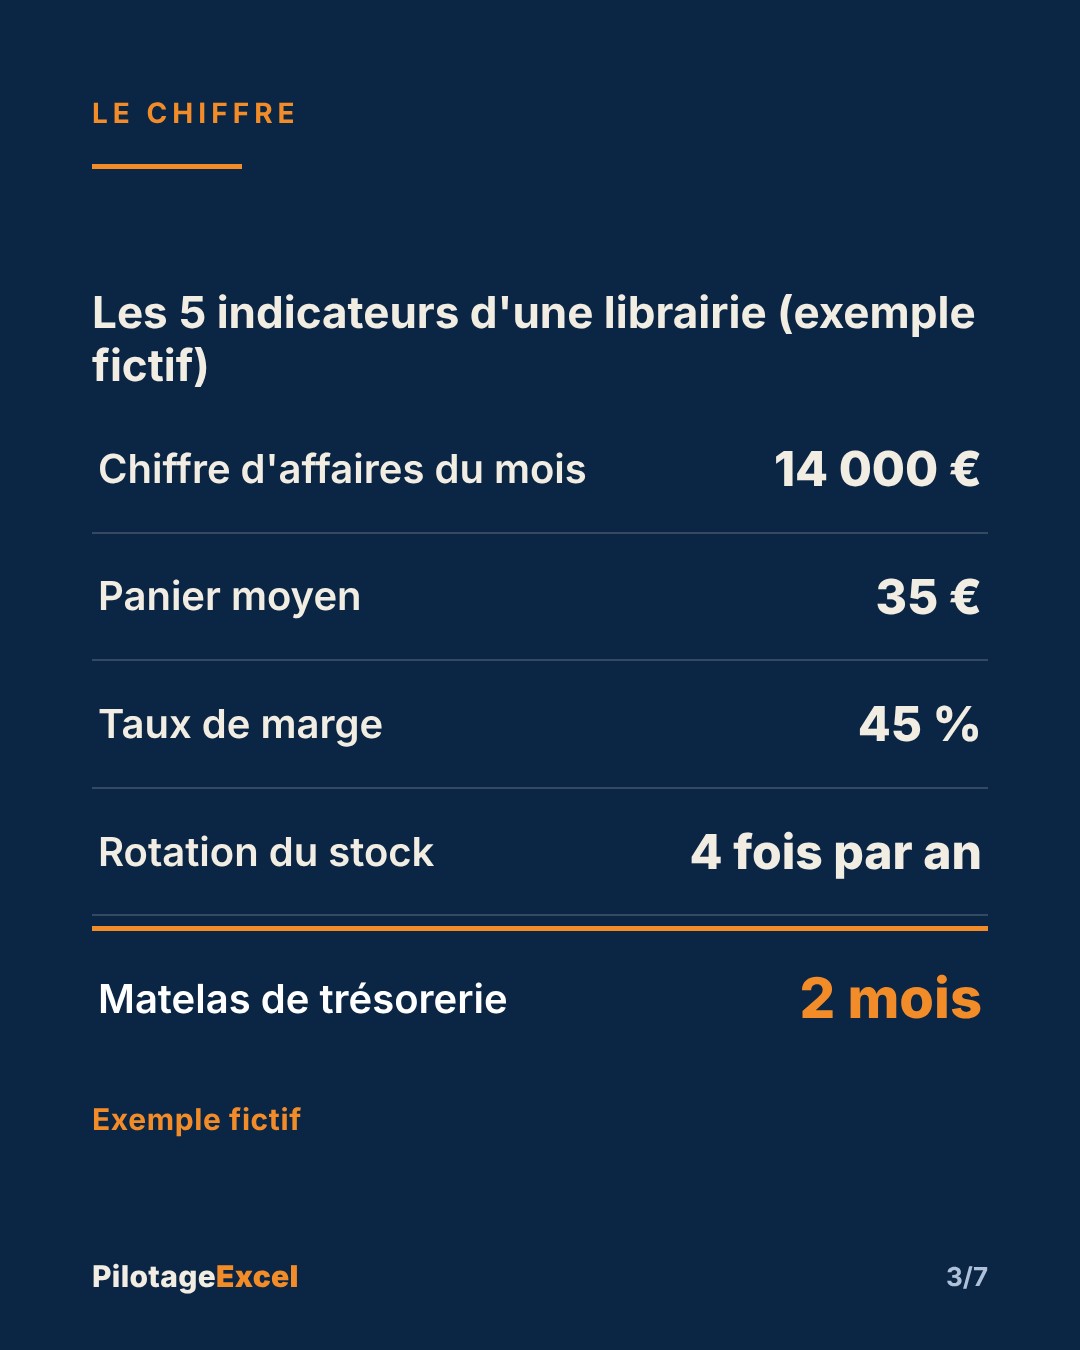 LE CHIFFRE
Les 5 indicateurs d'une librairie (exemple
fictif)
Chiffre d'affaires du mois 14 000 €
Panier moyen 35 €
Taux de marge 45 %
Rotation du stock 4 fois par an
Matelas de trésorerie 2 mois
Exemple fictif
PilotageExcel 3/7